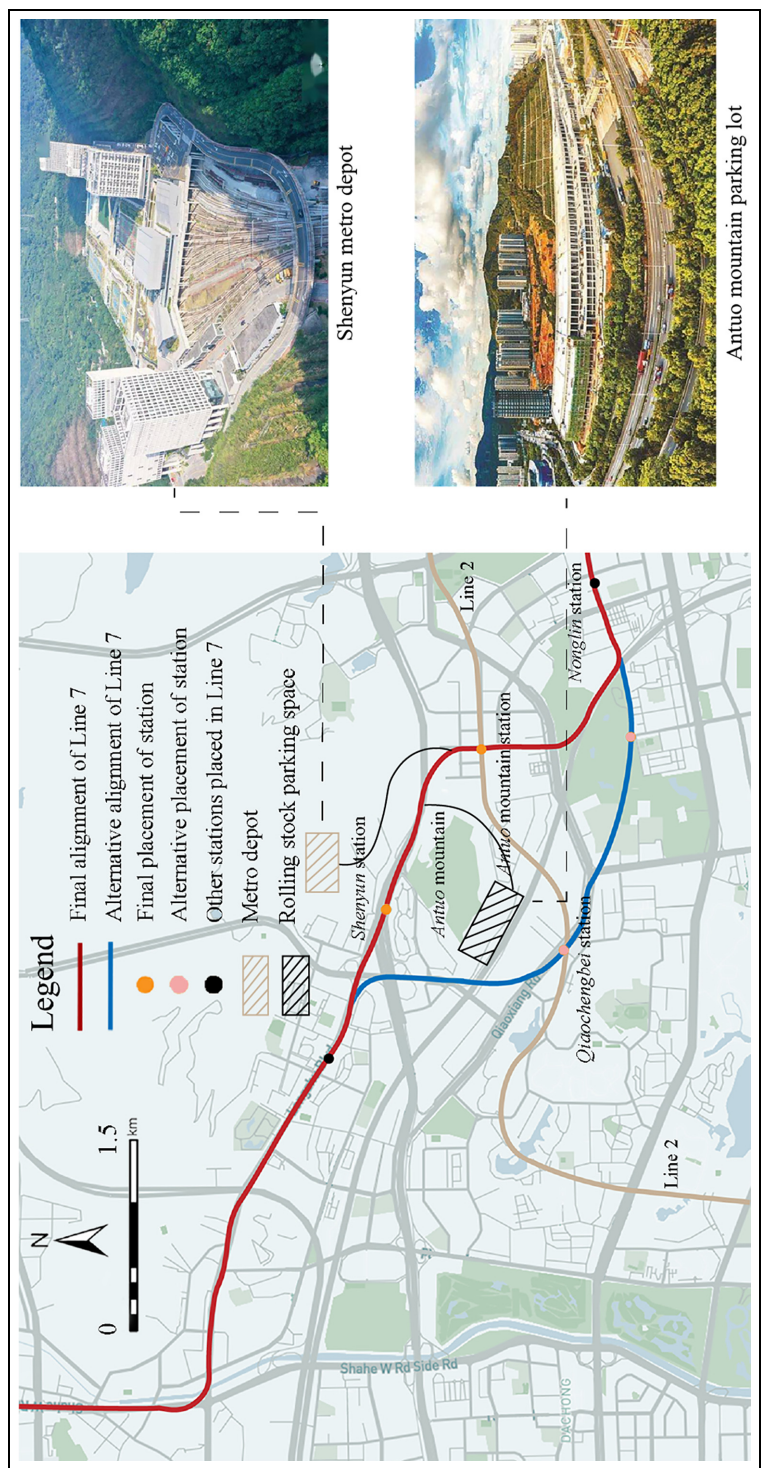 Shenyun metro depot
Antuo mountain parking lot
Legend
Final alignment of Line 7
Alternative alignment of Line 7
Final placement of station
Alternative placement of station
Other stations placed in Line 7
Metro depot
Rolling stock parking space
N
0
1.5
km
Shenyun station
Antuo mountain
Antuo mountain station
Line 2
Nonglin station
Qiaochengbei station
Qiaoxiang Rd
Line 2
Shahe W Rd Side Rd
DACHONG